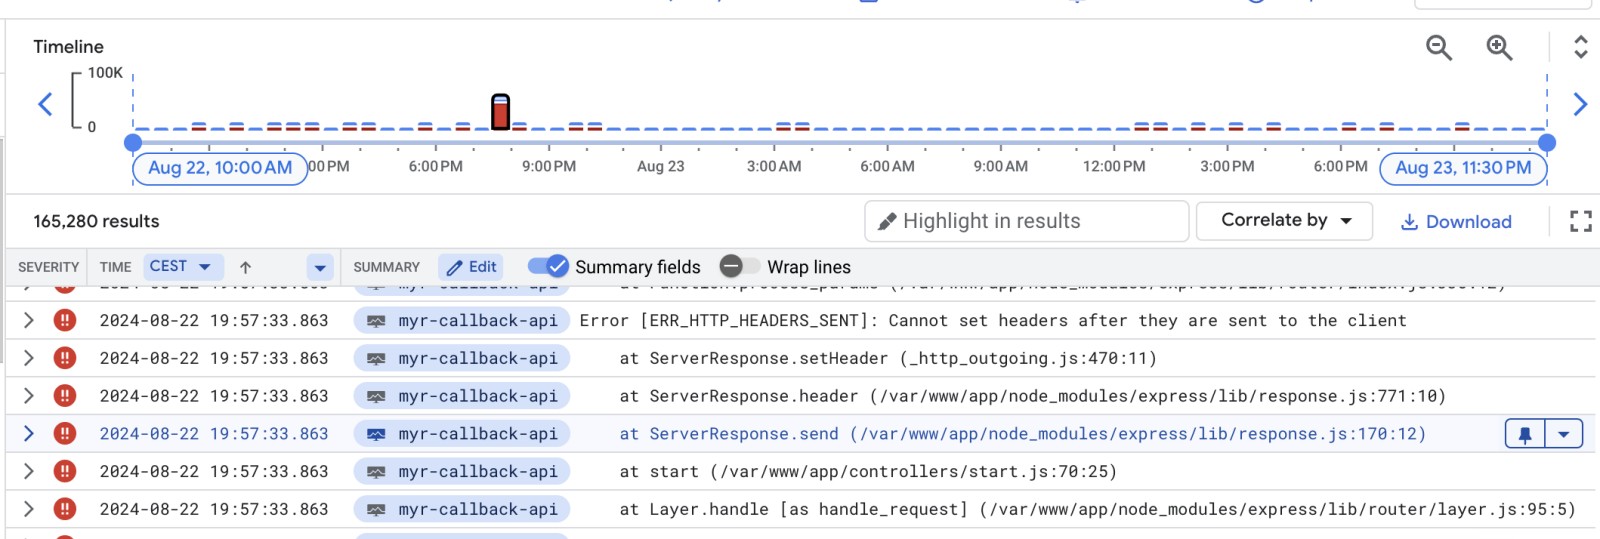 Timeline
100K
0
Aug 22, 10:00 AM
:00 PM
6:00 PM
9:00 PM
Aug 23
3:00 AM
6:00 AM
9:00 AM
12:00 PM
3:00 PM
6:00 PM
Aug 23, 11:30 PM
165,280 results
Highlight in results
Correlate by
Download
SEVERITY TIME CEST SUMMARY Edit Summary fields Wrap lines
2024-08-22 19:57:33.863 myr-callback-api Error [ERR_HTTP_HEADERS_SENT]: Cannot set headers after they are sent to the client
2024-08-22 19:57:33.863 myr-callback-api at ServerResponse.setHeader (_http_outgoing.js:470:11)
2024-08-22 19:57:33.863 myr-callback-api at ServerResponse.header (/var/www/app/node_modules/express/lib/response.js:771:10)
2024-08-22 19:57:33.863 myr-callback-api at ServerResponse.send (/var/www/app/node_modules/express/lib/response.js:170:12)
2024-08-22 19:57:33.863 myr-callback-api at start (/var/www/app/controllers/start.js:70:25)
2024-08-22 19:57:33.863 myr-callback-api at Layer.handle [as handle_request] (/var/www/app/node_modules/express/lib/router/layer.js:95:5)